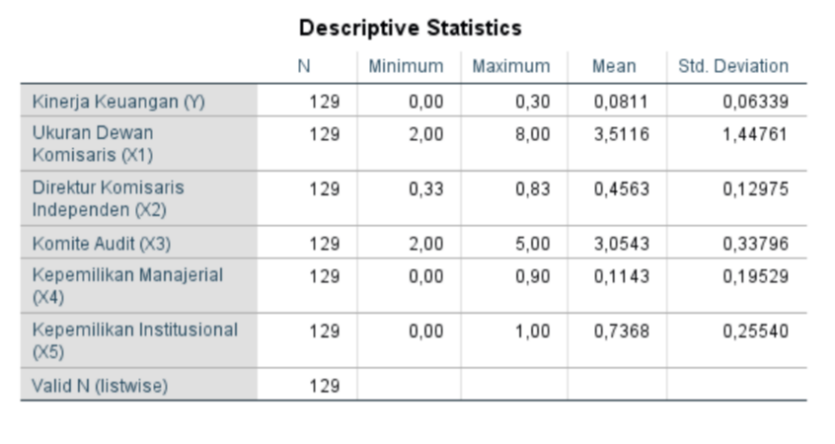 Descriptive Statistics
N Minimum Maximum Mean Std. Deviation
Kinerja Keuangan (Y) 129 0,00 0,30 0,0811 0,06339
Ukuran Dewan 129 2,00 8,00 3,5116 1,44761
Komisaris (X1)
Direktur Komisaris 129 0,33 0,83 0,4563 0,12975
Independen (X2)
Komite Audit (X3) 129 2,00 5,00 3,0543 0,33796
Kepemilikan Manajerial 129 0,00 0,90 0,1143 0,19529
(X4)
Kepemilikan Institusional 129 0,00 1,00 0,7368 0,25540
(X5)
Valid N (listwise) 129